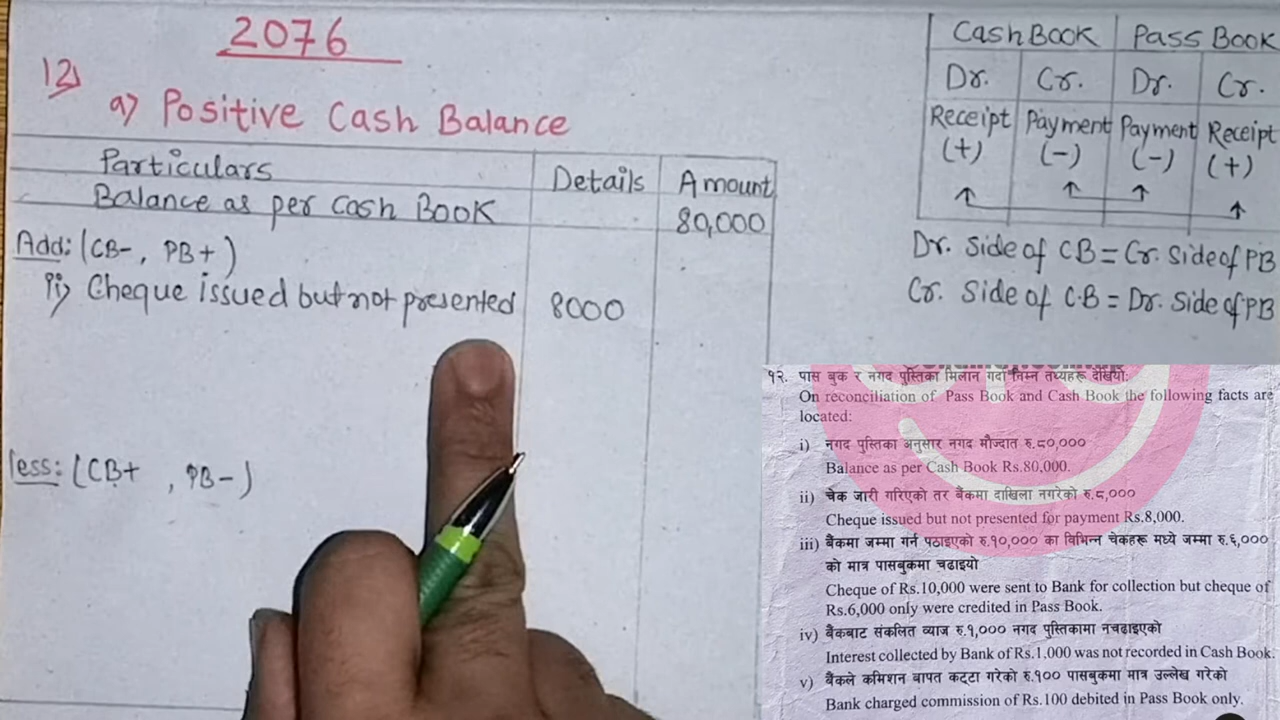 2076
12)
a) Positive Cash Balance
Particulars Details Amount
Balance as per Cash Book 80,000
Add: (CB-, PB+)
ii) Cheque issued but not presented 8000
less: (CB+ , PB-)
Cash Book Pass Book
Dr. Cr. Dr. Cr.
Receipt Payment Payment Receipt
(+) (-) (-) (+)
Dr. Side of CB = Cr. Side of PB
Cr. Side of C.B = Dr. Side of PB
१२. पास बुक र नगद पुस्तिका मिलान गर्दा निम्न तथ्यहरू देखियो:
On reconciliation of Pass Book and Cash Book the following facts are
located:
i) नगद पुस्तिका अनुसार नगद मौज्दात रु.८०,०००
Balance as per Cash Book Rs.80,000.
ii) चेक जारी गरिएको तर बैंकमा दाखिला नगरेको रु.८,०००
Cheque issued but not presented for payment Rs.8,000.
iii) बैंकमा जम्मा गर्न पठाइएको रु.१०,००० का विभिन्न चेकहरू मध्ये जम्मा रु.६,०००
को मात्र पासबुकमा चढाइयो
Cheque of Rs.10,000 were sent to Bank for collection but cheque of
Rs.6,000 only were credited in Pass Book.
iv) बैंकबाट संकलित व्याज रु.१,००० नगद पुस्तिकामा नचढाइएको
Interest collected by Bank of Rs.1,000 was not recorded in Cash Book.
v) बैंकले कमिशन बापत कट्टा गरेको रु.१०० पासबुकमा मात्र उल्लेख गरेको
Bank charged commission of Rs.100 debited in Pass Book only.